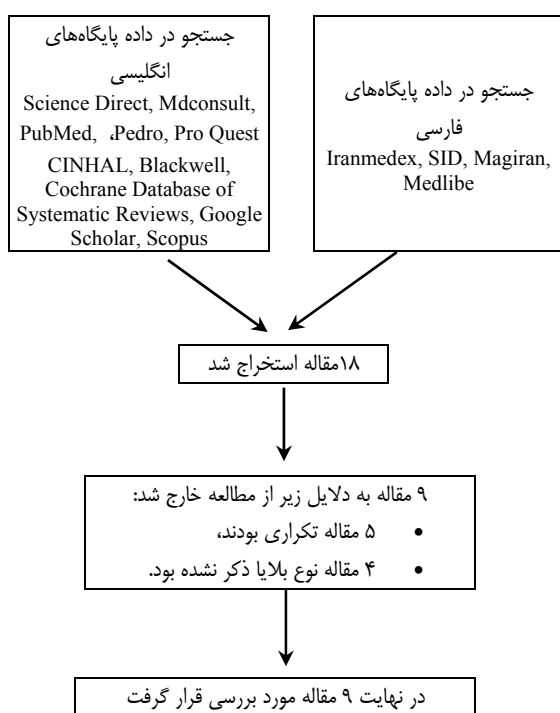 جستجو در داده پایگاه‌های
فارسی
Iranmedex, SID, Magiran,
Medlibe
جستجو در داده پایگاه‌های
انگلیسی
Science Direct, Mdconsult,
PubMed, ،Pedro, Pro Quest
CINHAL, Blackwell,
Cochrane Database of
Systematic Reviews, Google
Scholar, Scopus
۱۸مقاله استخراج شد
۹ مقاله به دلایل زیر از مطالعه خارج شد:
• ۵ مقاله تکراری بودند،
• ۴ مقاله نوع بلایا ذکر نشده بود.
در نهایت ۹ مقاله مورد بررسی قرار گرفت